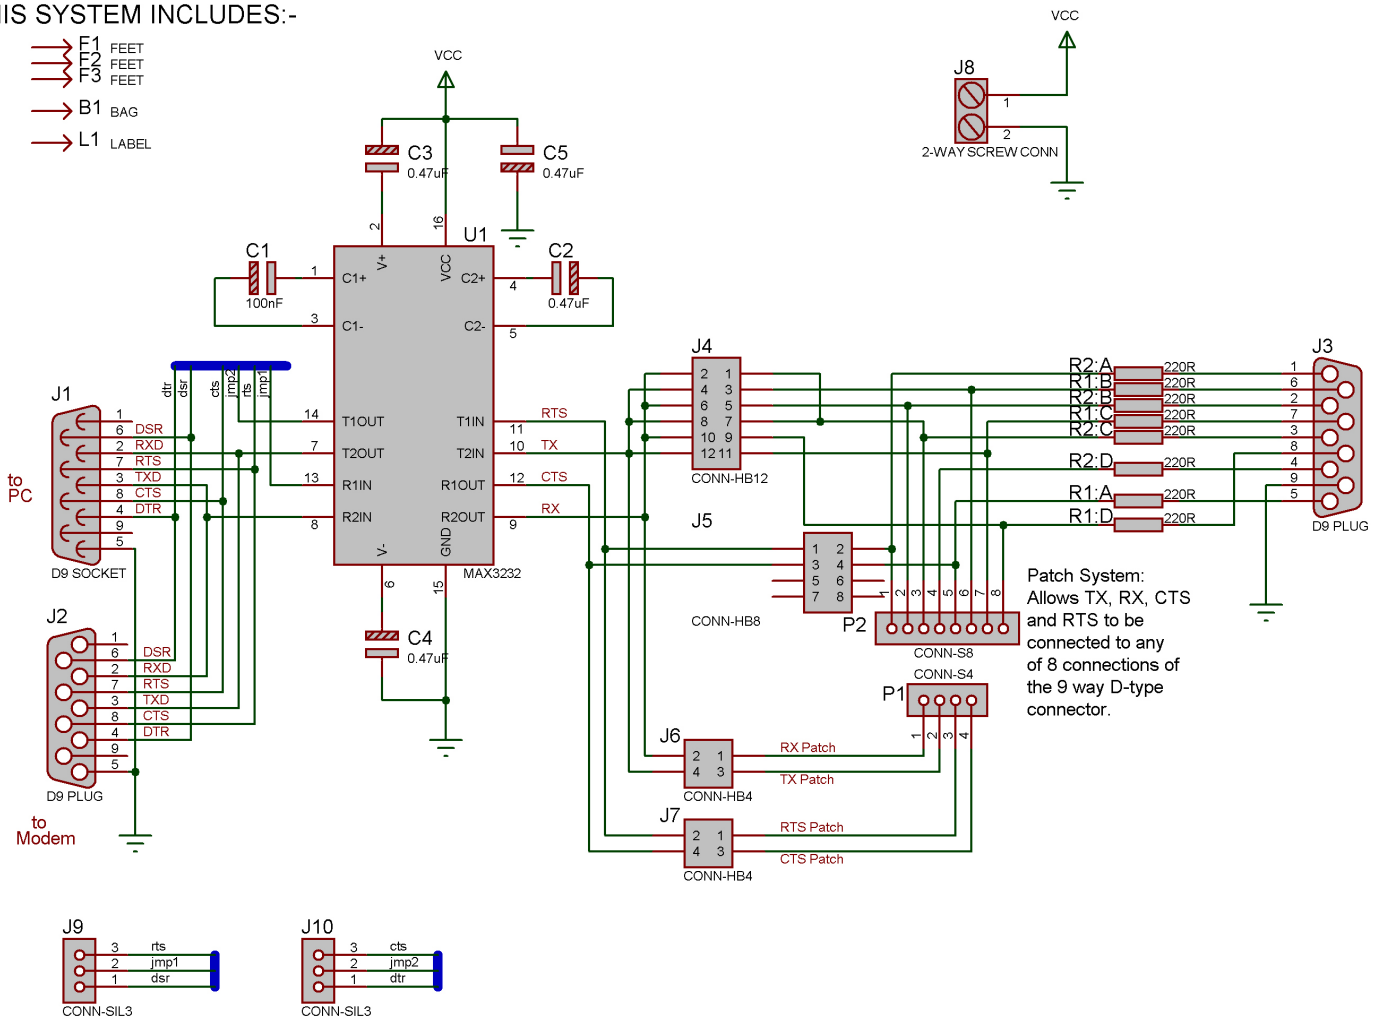 HIS SYSTEM INCLUDES:-
F1 FEET
F2 FEET
F3 FEET
B1 BAG
L1 LABEL
VCC
C3
0.47uF
C5
0.47uF
2
16
U1
C1
100nF
C2
0.47uF
V+
VCC
1 C1+
C2+ 4
3 C1-
C2- 5
dtr
dsr
cts
jmp2
rts
jmp1
14 T1OUT
T1IN 11
RTS
7 T2OUT
T2IN 10
TX
13 R1IN
R1OUT 12
CTS
8 R2IN
R2OUT 9
RX
V-
GND
6
15
MAX3232
C4
0.47uF
J1
1
6 DSR
2 RXD
7 RTS
3 TXD
8 CTS
4 DTR
9
5
to
PC
D9 SOCKET
J2
1
6 DSR
2 RXD
7 RTS
3 TXD
8 CTS
4 DTR
9
5
D9 PLUG
to
Modem
VCC
J8
1
2
2-WAY SCREW CONN
J4
2 1
4 3
6 5
8 7
10 9
12 11
CONN-HB12
J5
1 2
3 4
5 6
7 8
CONN-HB8
R2:A 220R
R1:B 220R
R2:B 220R
R1:C 220R
R2:C 220R
R2:D 220R
R1:A 220R
R1:D 220R
J3
1
6
2
7
3
8
4
9
5
D9 PLUG
1 2 3 4 5 6 7 8
P2
CONN-S8
CONN-S4
P1
1 2 3 4
Patch System:
Allows TX, RX, CTS
and RTS to be
connected to any
of 8 connections of
the 9 way D-type
connector.
J6
2 1
4 3
RX Patch
TX Patch
CONN-HB4
J7
2 1
4 3
RTS Patch
CTS Patch
CONN-HB4
J9
3 rts
2 jmp1
1 dsr
CONN-SIL3
J10
3 cts
2 jmp2
1 dtr
CONN-SIL3